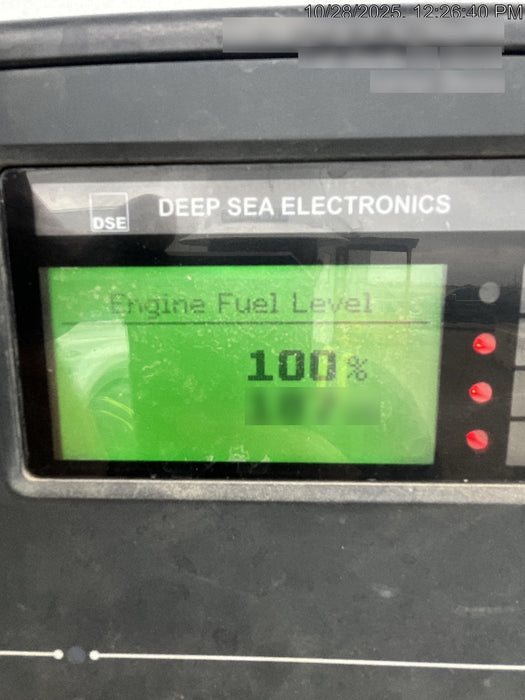 10/28/2025, 12:26:40 PM
DSE
DEEP SEA ELECTRONICS
Engine Fuel Level
100%